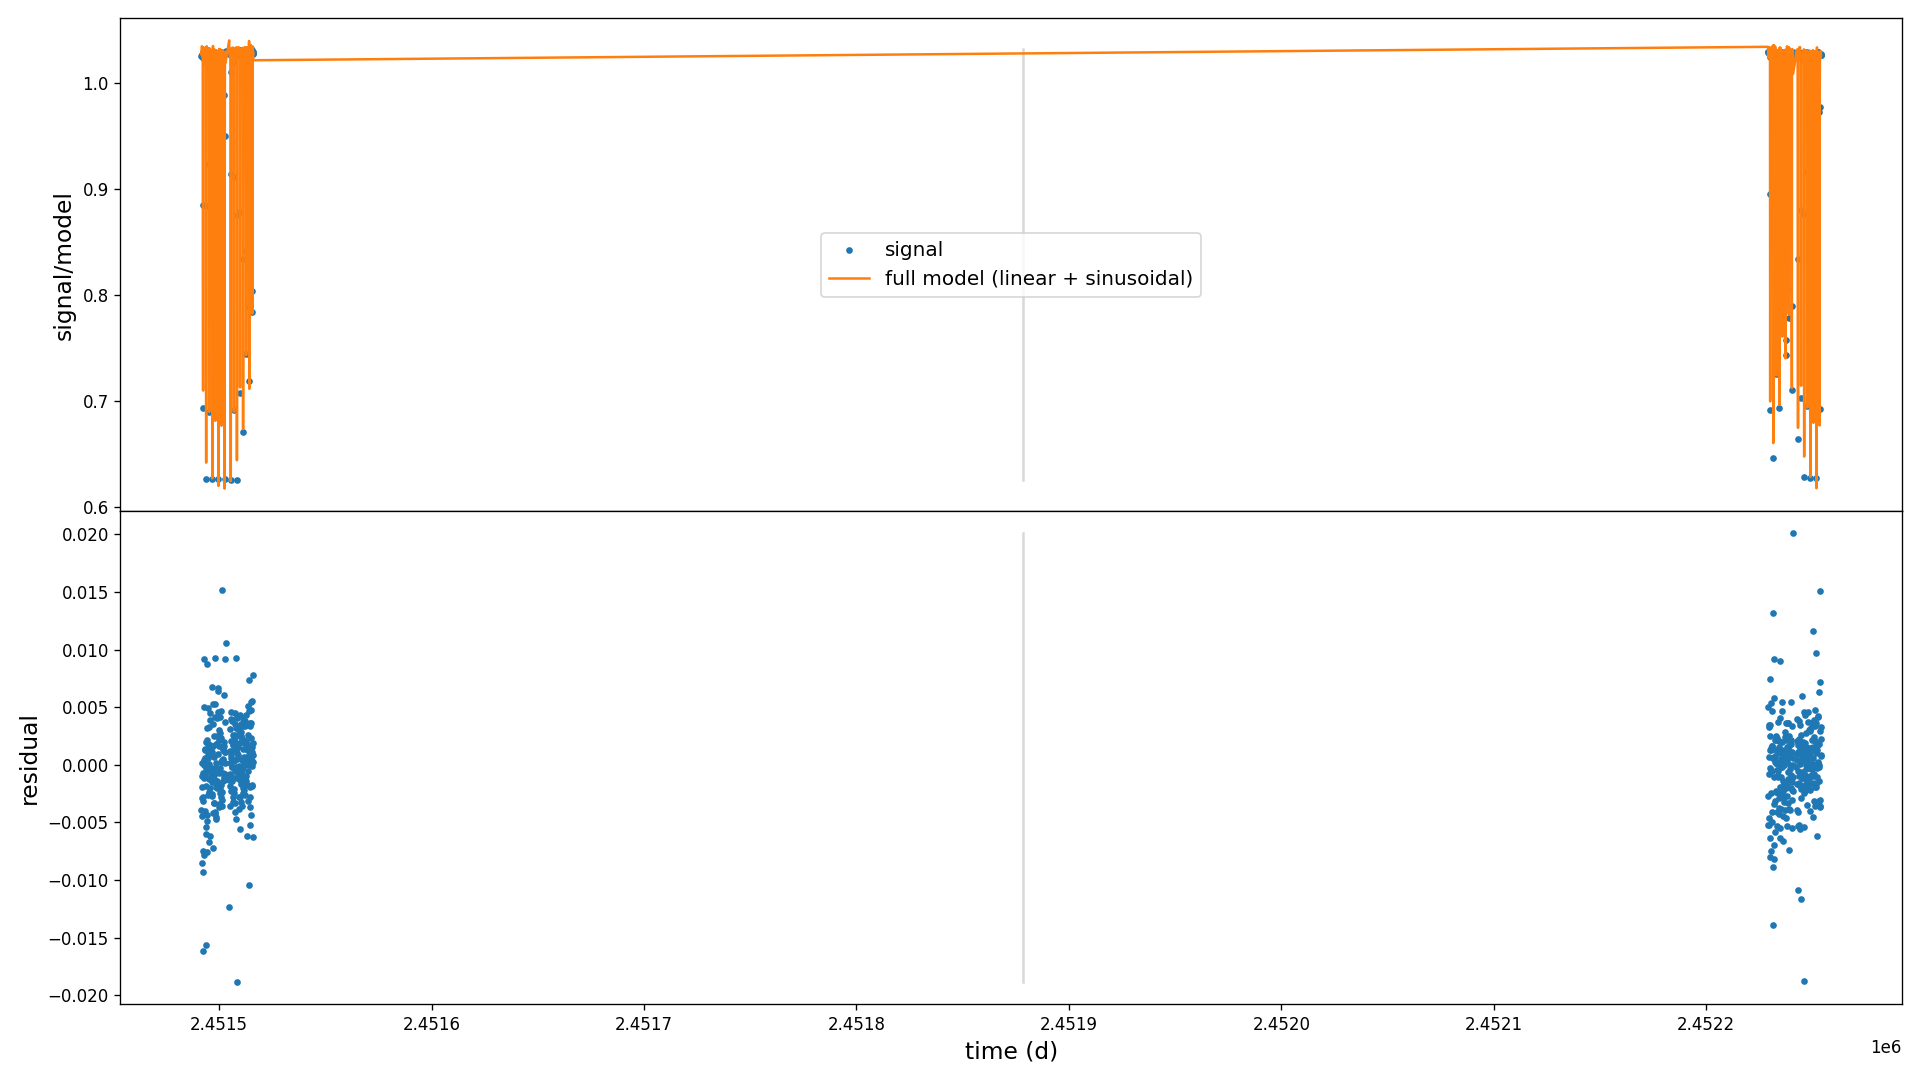 signal/model
1.0
0.9
0.8
0.7
0.6
signal
full model (linear + sinusoidal)
residual
0.020
0.015
0.010
0.005
0.000
−0.005
−0.010
−0.015
−0.020
2.4515 2.4516 2.4517 2.4518 2.4519 2.4520 2.4521 2.4522
1e6
time (d)